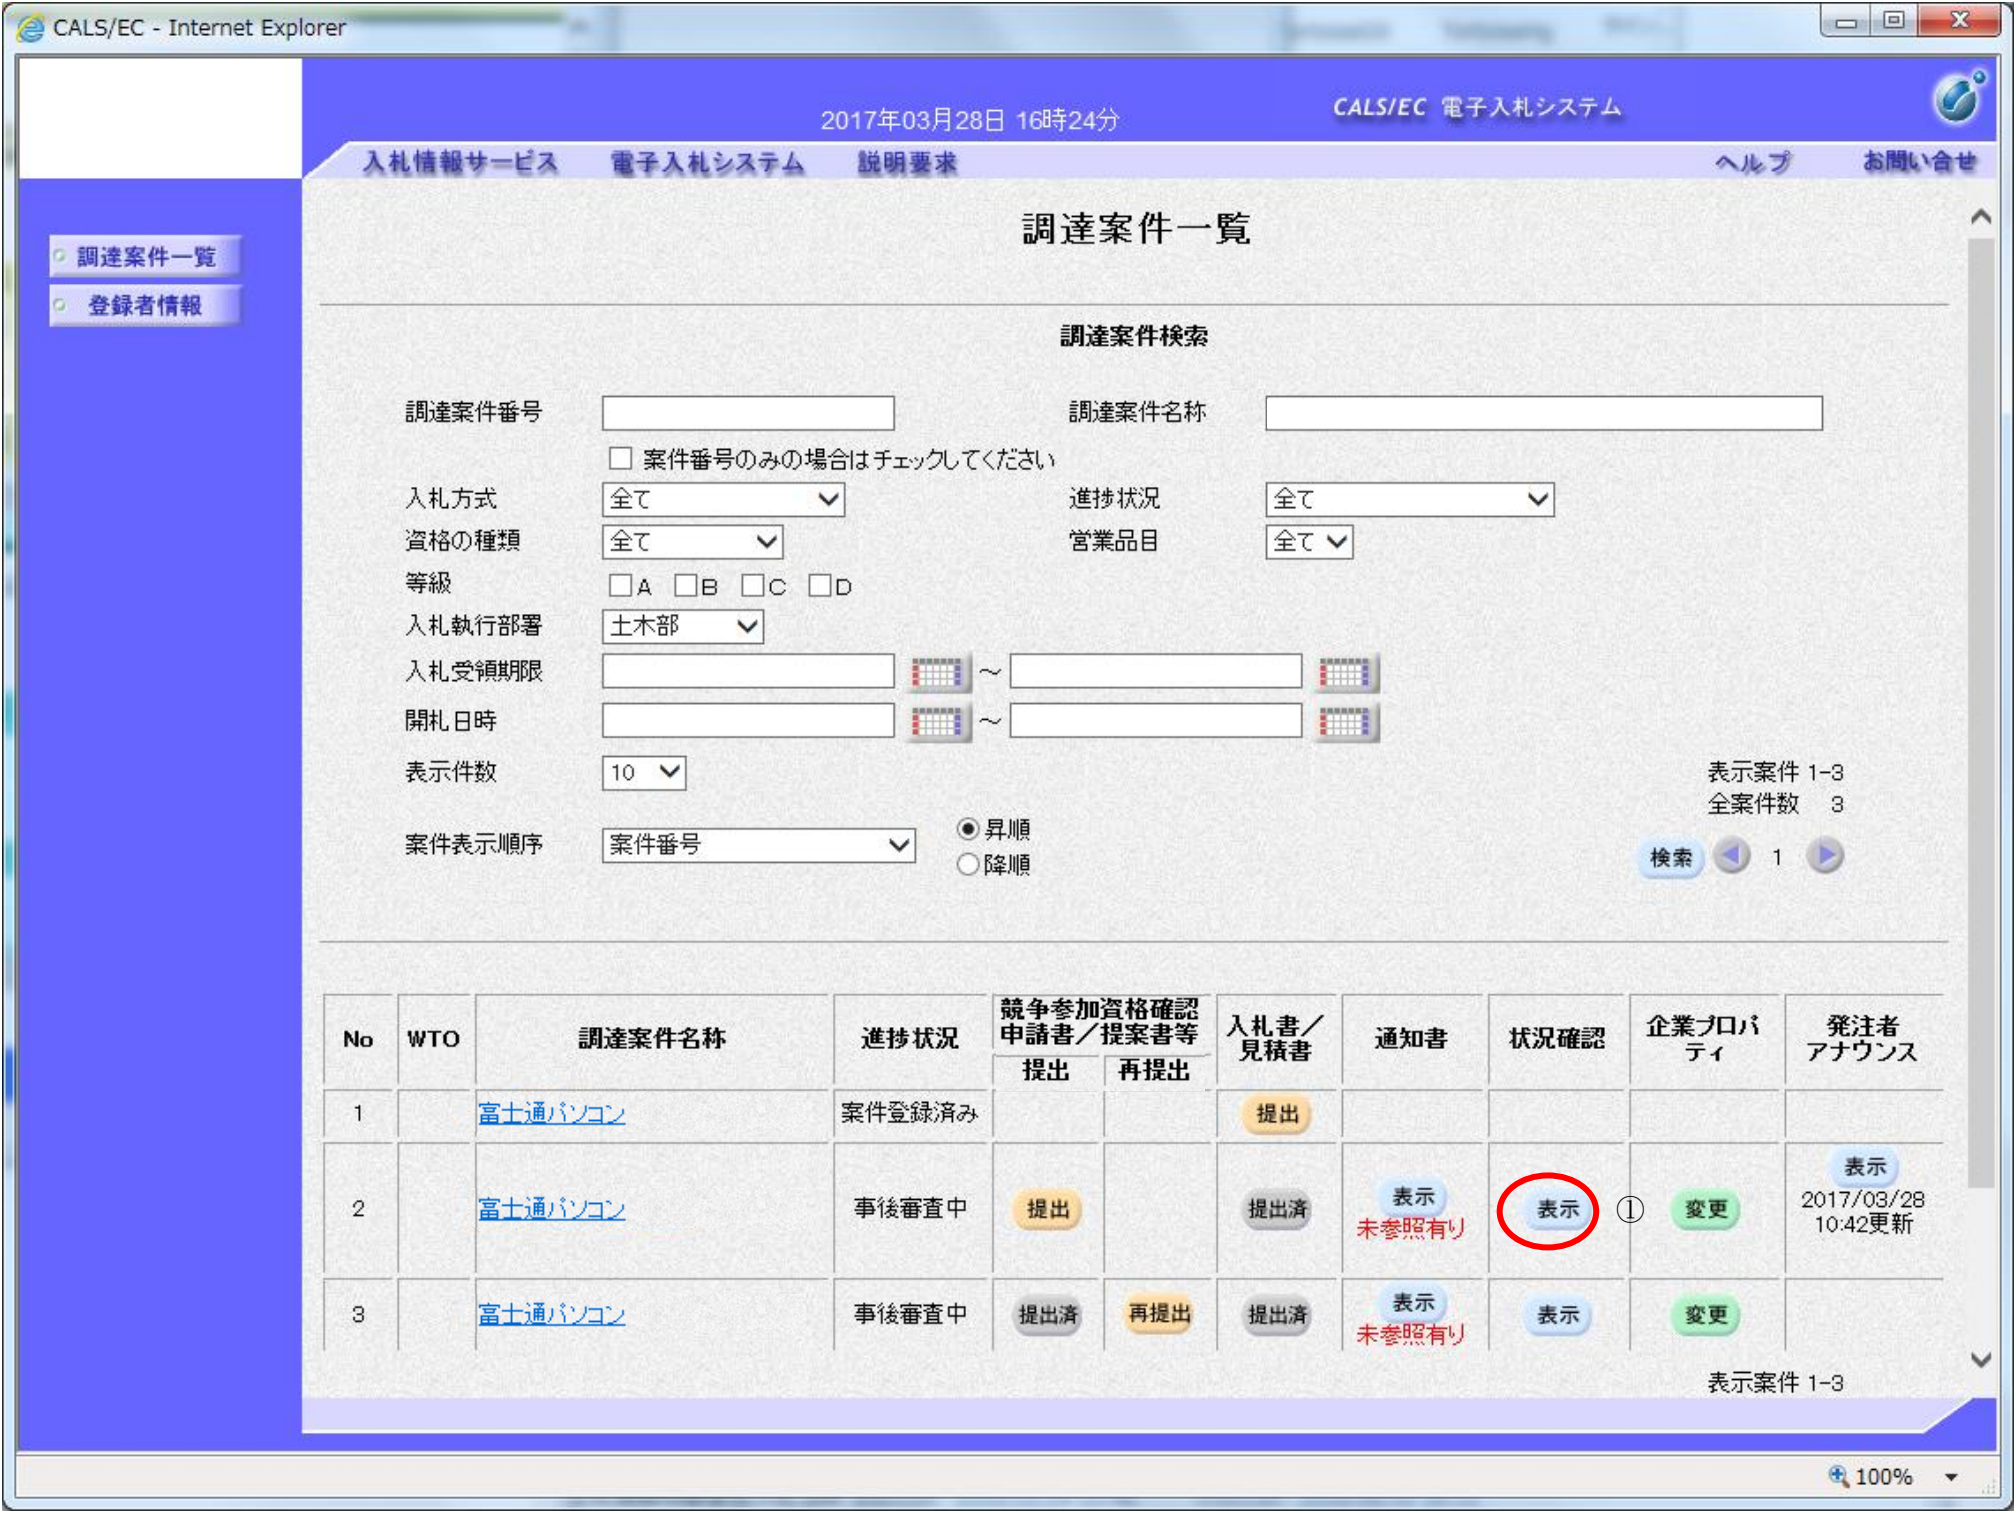 CALS/EC - Internet Explorer
2017年03月28日 16時24分
CALS/EC 電子入札システム
入札情報サービス 電子入札システム 説明要求 ヘルプ お問い合せ
調達案件一覧
登録者情報
調達案件一覧
調達案件検索
調達案件番号 調達案件名称
案件番号のみの場合はチェックしてください
入札方式 全て 進捗状況 全て
資格の種類 全て 営業品目 全て
等級 A B C D
入札執行部署 土木部
入札受領期限 ～
開札日時 ～
表示件数 10
表示案件 1-3
全案件数 3
案件表示順序 案件番号 昇順
降順
検索 1
No WTO 調達案件名称 進捗状況 競争参加資格確認申請書／提案書等 提出 再提出 入札書／見積書 通知書 状況確認 企業プロパティ 発注者アナウンス
1 富士通パソコン 案件登録済み 提出
2 富士通パソコン 事後審査中 提出 提出済 表示 未参照有り 表示 ① 変更 表示 2017/03/28 10:42更新
3 富士通パソコン 事後審査中 提出済 再提出 提出済 表示 未参照有り 表示 変更
表示案件 1-3
100%